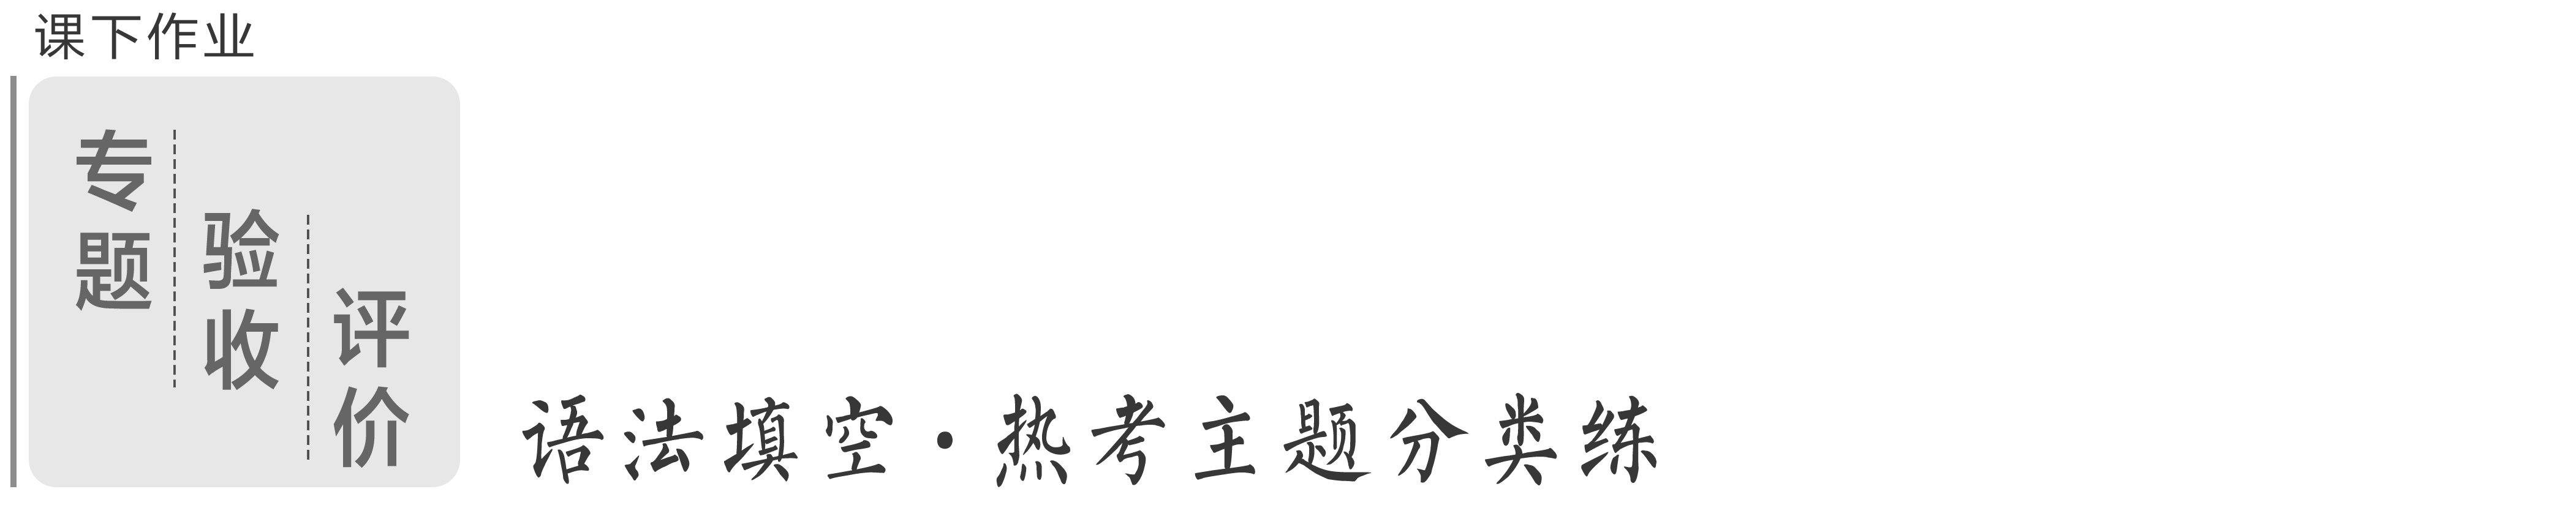 课下作业
专题
验收
评价
语法填空·热考主题分类练